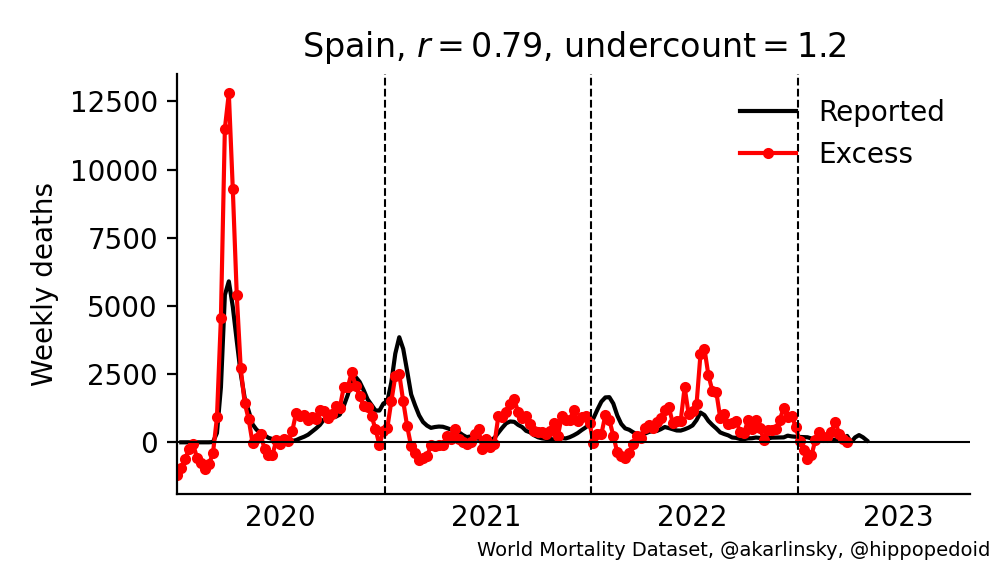 Spain, r = 0.79, undercount = 1.2
12500
10000
7500
5000
2500
0
Weekly deaths
Reported
Excess
2020
2021
2022
2023
World Mortality Dataset, @akarlinsky, @hippopedoid